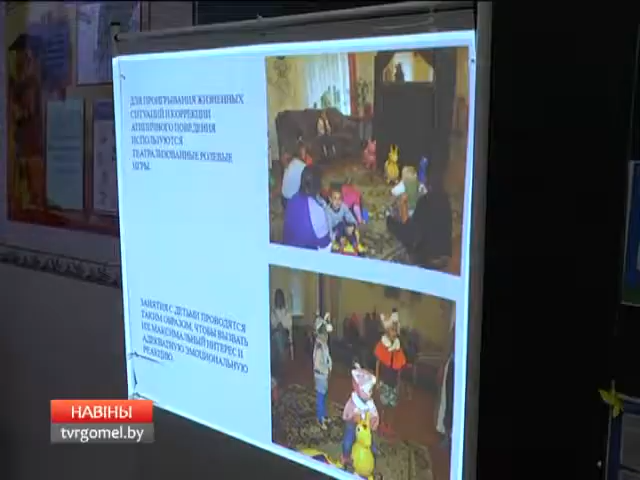 ДЛЯ ПРОИГРЫВАНИЯ ЖИЗНЕННЫХ
СИТУАЦИЙ И КОРРЕКЦИИ
АТИПИЧНОГО ПОВЕДЕНИЯ
ИСПОЛЬЗУЮТСЯ
ТЕАТРАЛИЗОВАННЫЕ РОЛЕВЫЕ
ИГРЫ.
ЗАНЯТИЯ С ДЕТЬМИ ПРОВОДЯТСЯ
ТАКИМ ОБРАЗОМ, ЧТОБЫ ВЫЗВАТЬ
ИХ МАКСИМАЛЬНЫЙ ИНТЕРЕС И
АДЕКВАТНУЮ ЭМОЦИОНАЛЬНУЮ
РЕАКЦИЮ.
НАВІНЫ
tvrgomel.by